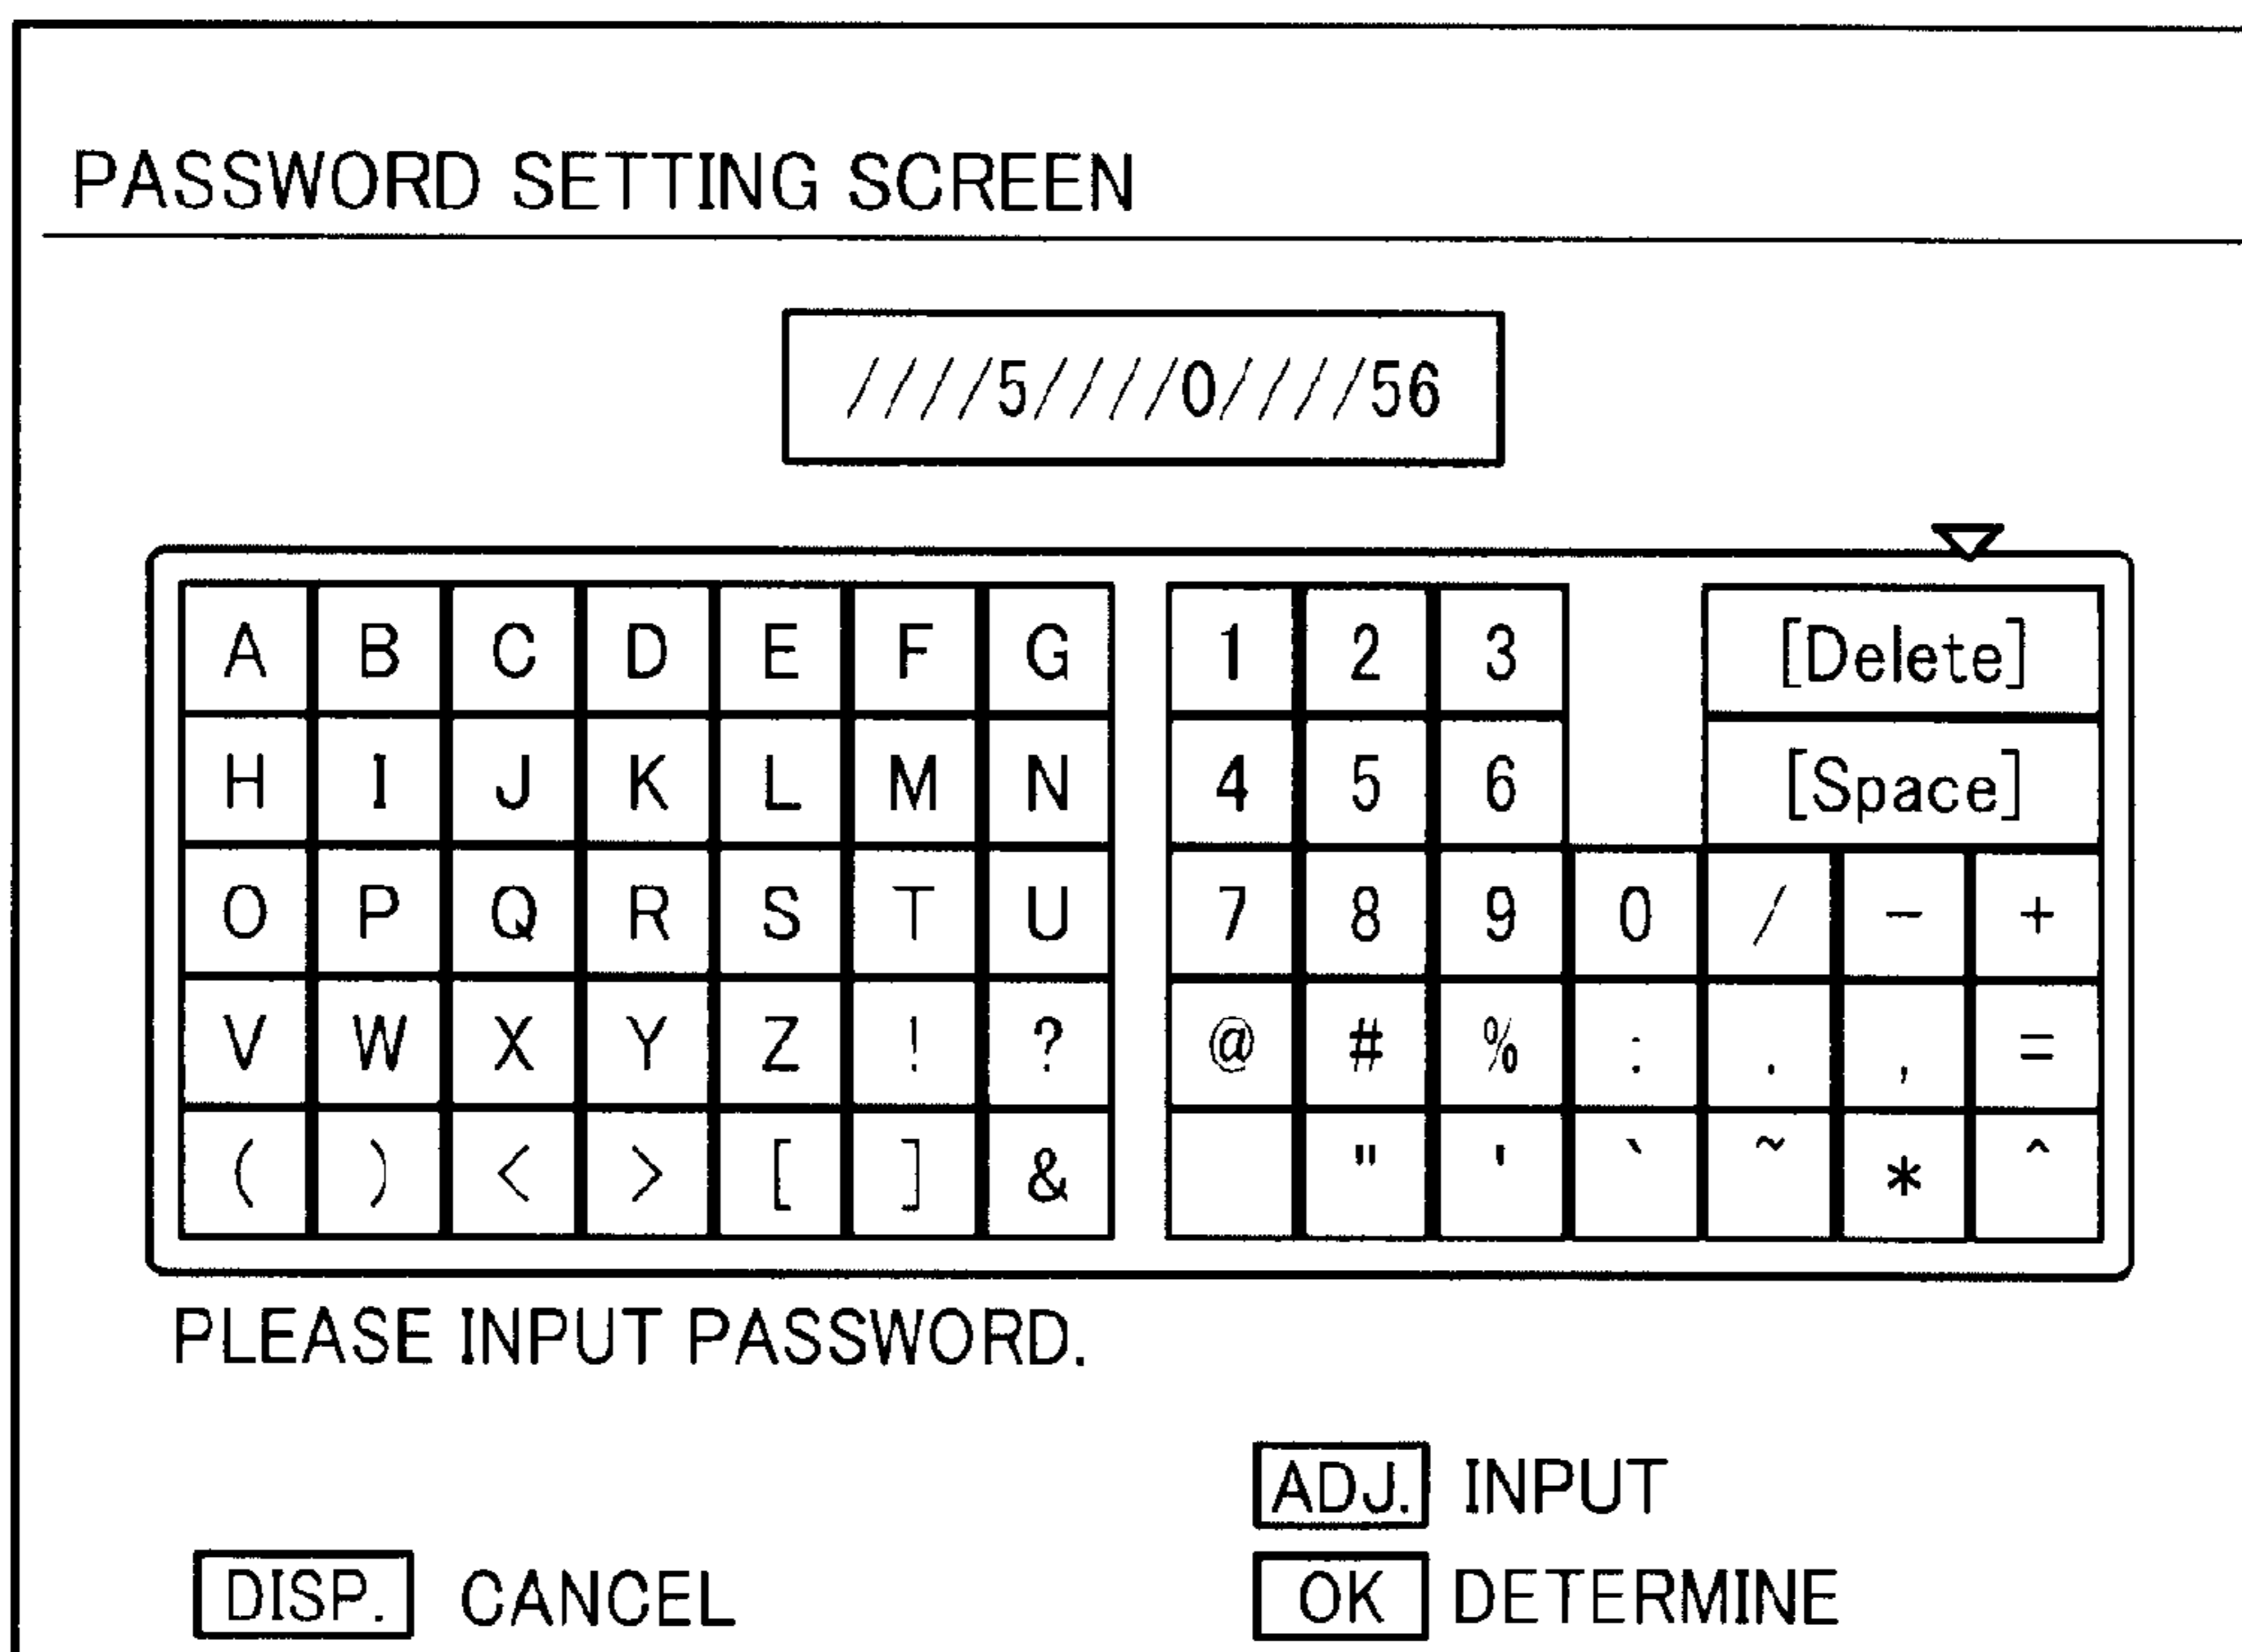 PASSWORD SETTING SCREEN
////5////0////56
A B C D E F G 1 2 3 [Delete]
H I J K L M N 4 5 6 [Space]
O P Q R S T U 7 8 9 0 / - +
V W X Y Z ! ? @ # % : . , =
( ) < > [ ] & " ' ` ~ * ^
PLEASE INPUT PASSWORD.
ADJ. INPUT
DISP. CANCEL OK DETERMINE